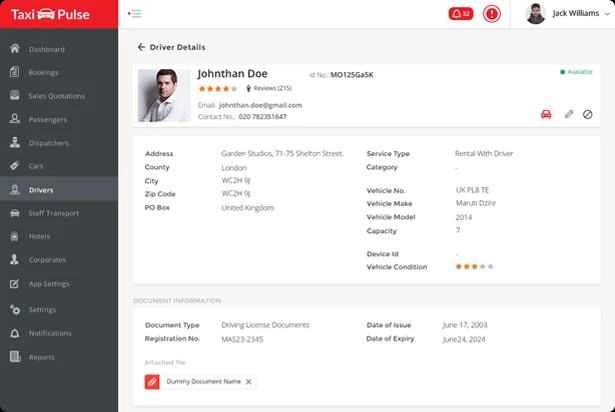 Taxi Pulse
32
Jack Williams
Dashboard
Bookings
Sales Quotations
Passengers
Dispatchers
Cars
Drivers
Staff Transport
Hotels
Corporates
App Settings
Settings
Notifications
Reports
Driver Details
Johnthan Doe
Id No.: MO125Ga5K
Available
Reviews (215)
Email: johnthan.doe@gmail.com
Contact No.: 020 782351647
Address Garden Studios, 71-75 Shelton Street.
County London
City WC2H 9J
Zip Code WC2H 9J
PO Box United Kingdom
Service Type Rental With Driver
Category -
Vehicle No. UK PL8 TE
Vehicle Make Maruti Dzire
Vehicle Model 2014
Capacity 7
Device Id -
Vehicle Condition
DOCUMENT INFORMATION
Document Type Driving License Documents
Registration No. MAS23-2345
Date of Issue June 17, 2003
Date of Expiry June24, 2024
Attached file
Dummy Document Name